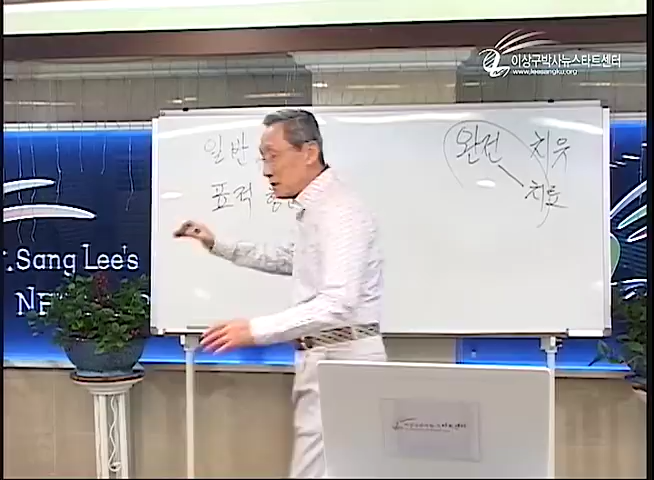 이상구박사뉴스타트센터
www.leesangku.org
일반
완전 치유
표적 항
치료
.Sang Lee's